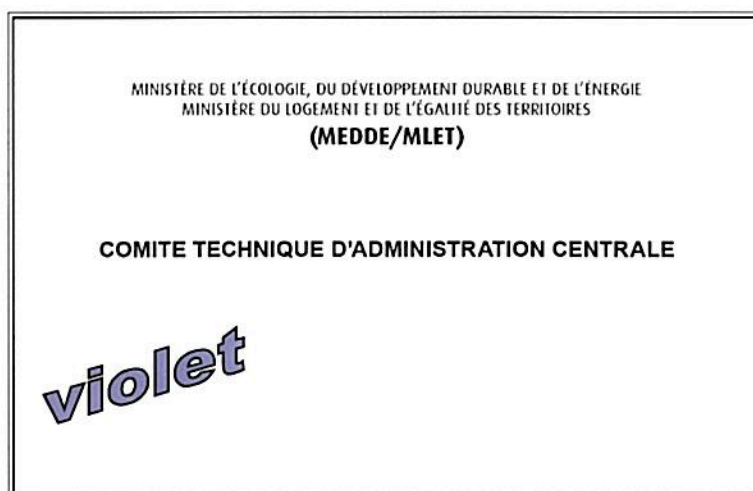 MINISTÈRE DE L'ÉCOLOGIE, DU DÉVELOPPEMENT DURABLE ET DE L'ÉNERGIE
MINISTÈRE DU LOGEMENT ET DE L'ÉGALITÉ DES TERRITOIRES
(MEDDE/MLET)
COMITE TECHNIQUE D'ADMINISTRATION CENTRALE
violet